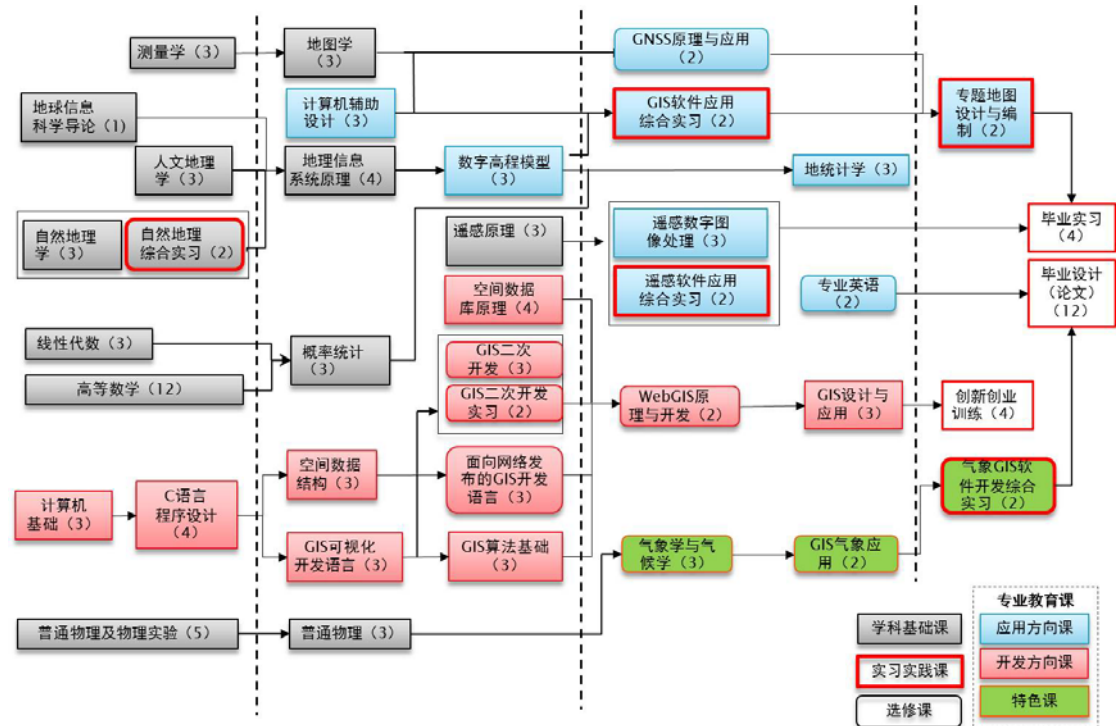 测量学（3）
地图学
（3）
GNSS原理与应用
（2）
地球信息
科学导论（1）
计算机辅助
设计（3）
GIS软件应用
综合实习（2）
专题地图
设计与编
制（2）
人文地理
学（3）
地理信息
系统原理（4）
数字高程模型
（3）
地统计学（3）
自然地理
学（3）
自然地理
综合实习（2）
遥感原理（3）
遥感数字图
像处理（3）
毕业实习
（4）
空间数据
库原理（4）
遥感软件应用
综合实习（2）
专业英语
（2）
毕业设计
（论文）
（12）
线性代数（3）
高等数学（12）
概率统计
（3）
GIS二次
开发（3）
GIS二次开发
实习（2）
WebGIS原
理与开发（2）
GIS设计与
应用（3）
创新创业
训练（4）
计算机
基础（3）
C语言
程序设计
（4）
空间数据
结构（3）
面向网络发
布的GIS开发
语言（3）
气象GIS软
件开发综合
实习（2）
GIS可视化
开发语言（3）
GIS算法基础
（3）
气象学与气
候学（3）
GIS气象应
用（2）
普通物理及物理实验（5）
普通物理（3）
学科基础课
实习实践课
选修课
专业教育课
应用方向课
开发方向课
特色课